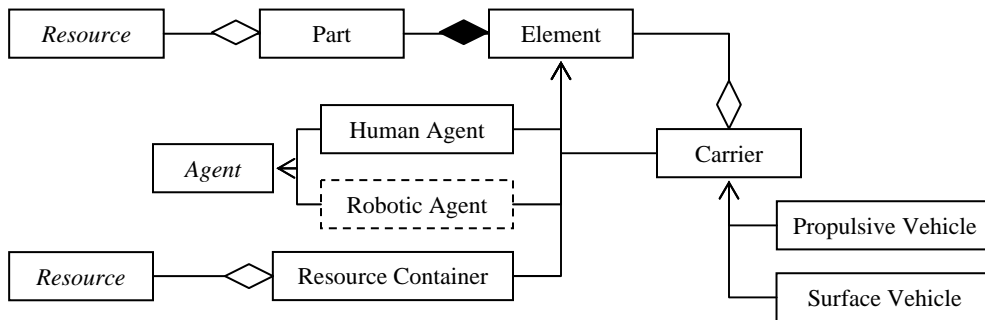 Resource
Part
Element
Human Agent
Agent
Carrier
Robotic Agent
Propulsive Vehicle
Resource
Resource Container
Surface Vehicle